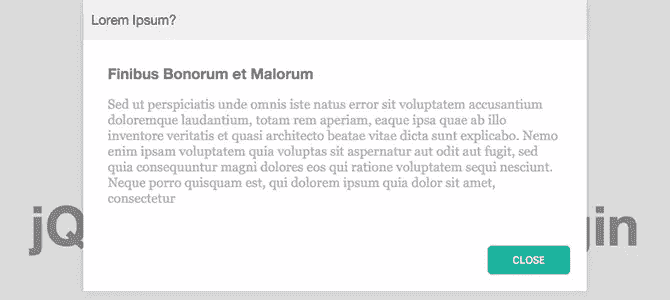 Lorem Ipsum?
Finibus Bonorum et Malorum
Sed ut perspiciatis unde omnis iste natus error sit voluptatem accusantium
doloremque laudantium, totam rem aperiam, eaque ipsa quae ab illo
inventore veritatis et quasi architecto beatae vitae dicta sunt explicabo. Nemo
enim ipsam voluptatem quia voluptas sit aspernatur aut odit aut fugit, sed
quia consequuntur magni dolores eos qui ratione voluptatem sequi nesciunt.
Neque porro quisquam est, qui dolorem ipsum quia dolor sit amet,
consectetur
CLOSE